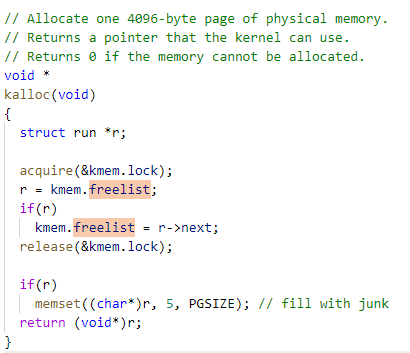 // Allocate one 4096-byte page of physical memory.
// Returns a pointer that the kernel can use.
// Returns 0 if the memory cannot be allocated.
void *
kalloc(void)
{
  struct run *r;

  acquire(&kmem.lock);
  r = kmem.freelist;
  if(r)
    kmem.freelist = r->next;
  release(&kmem.lock);

  if(r)
    memset((char*)r, 5, PGSIZE); // fill with junk
  return (void*)r;
}